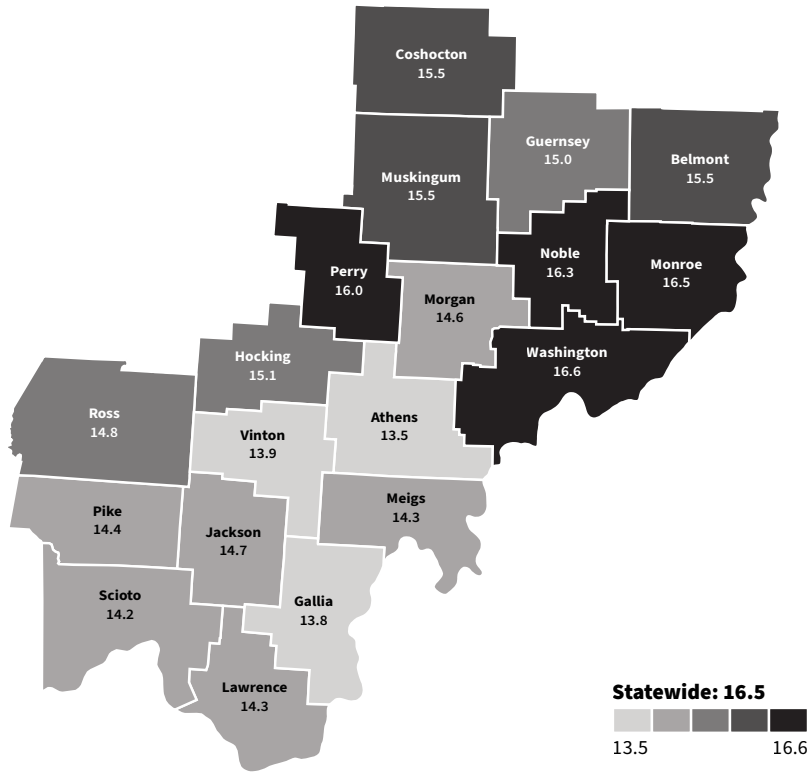 Coshocton
15.5
Guernsey
15.0
Belmont
15.5
Muskingum
15.5
Noble
16.3
Monroe
16.5
Perry
16.0
Morgan
14.6
Washington
16.6
Hocking
15.1
Ross
14.8
Athens
13.5
Vinton
13.9
Meigs
14.3
Pike
14.4
Jackson
14.7
Scioto
14.2
Gallia
13.8
Lawrence
14.3
Statewide: 16.5
13.5 16.6